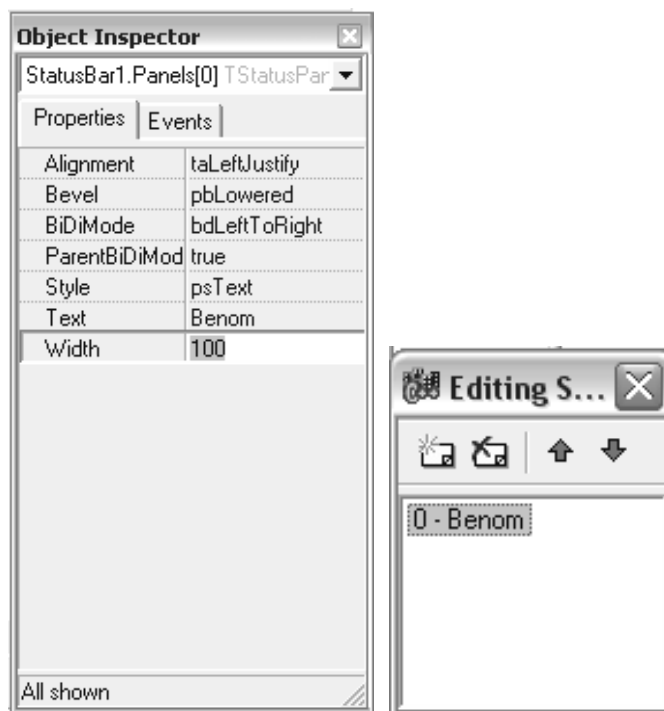 Object Inspector
StatusBar1.Panels[0] TStatusPar
Properties Events
Alignment taLeftJustify
Bevel pbLowered
BiDiMode bdLeftToRight
ParentBiDiMod true
Style psText
Text Benom
Width 100
All shown
Editing S...
0 - Benom